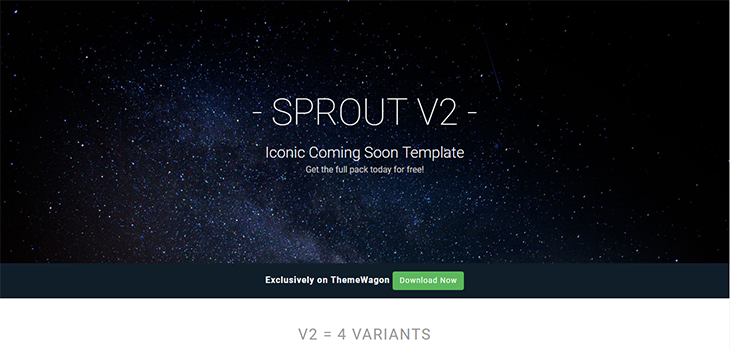 - SPROUT V2 -
Iconic Coming Soon Template
Get the full pack today for free!
Exclusively on ThemeWagon Download Now
V2 = 4 VARIANTS